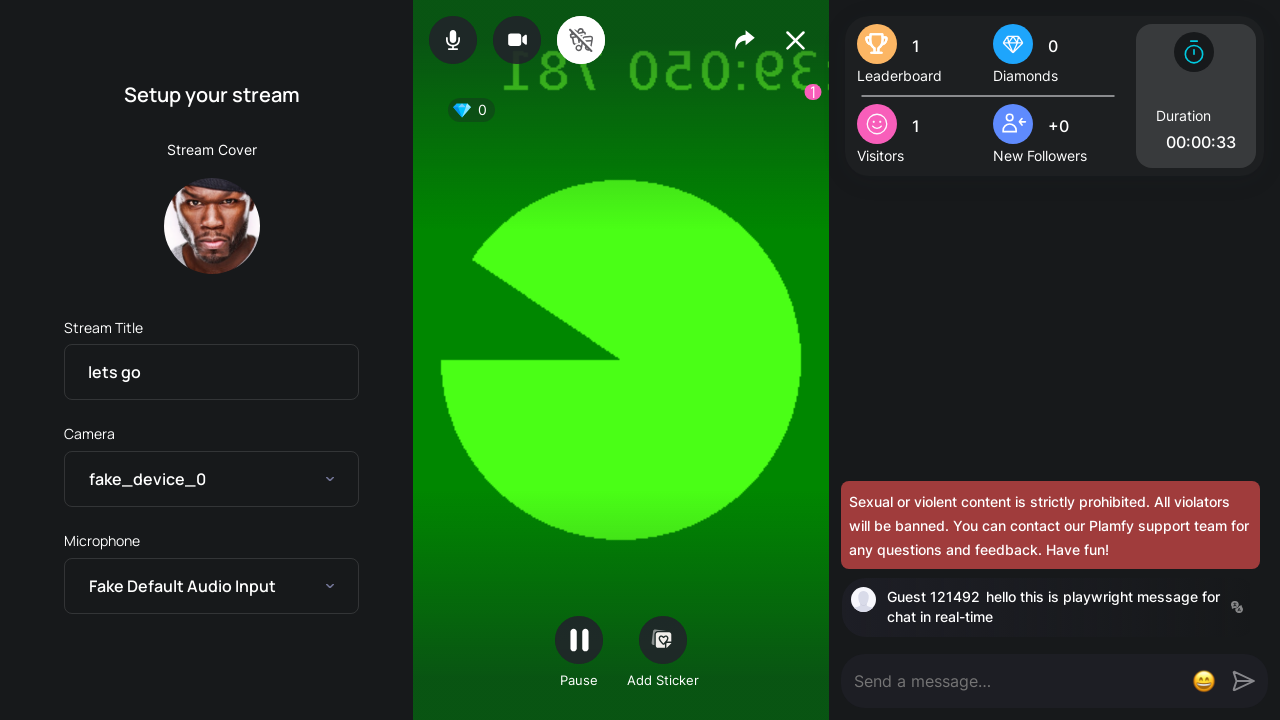 Setup your stream
Stream Cover
Stream Title
lets go
Camera
fake_device_0
Microphone
Fake Default Audio Input
0
1
Pause
Add Sticker
1
Leaderboard
0
Diamonds
1
Visitors
+0
New Followers
Duration
00:00:33
Sexual or violent content is strictly prohibited. All violators
will be banned. You can contact our Plamfy support team for
any questions and feedback. Have fun!
Guest 121492 hello this is playwright message for
chat in real-time
Send a message...